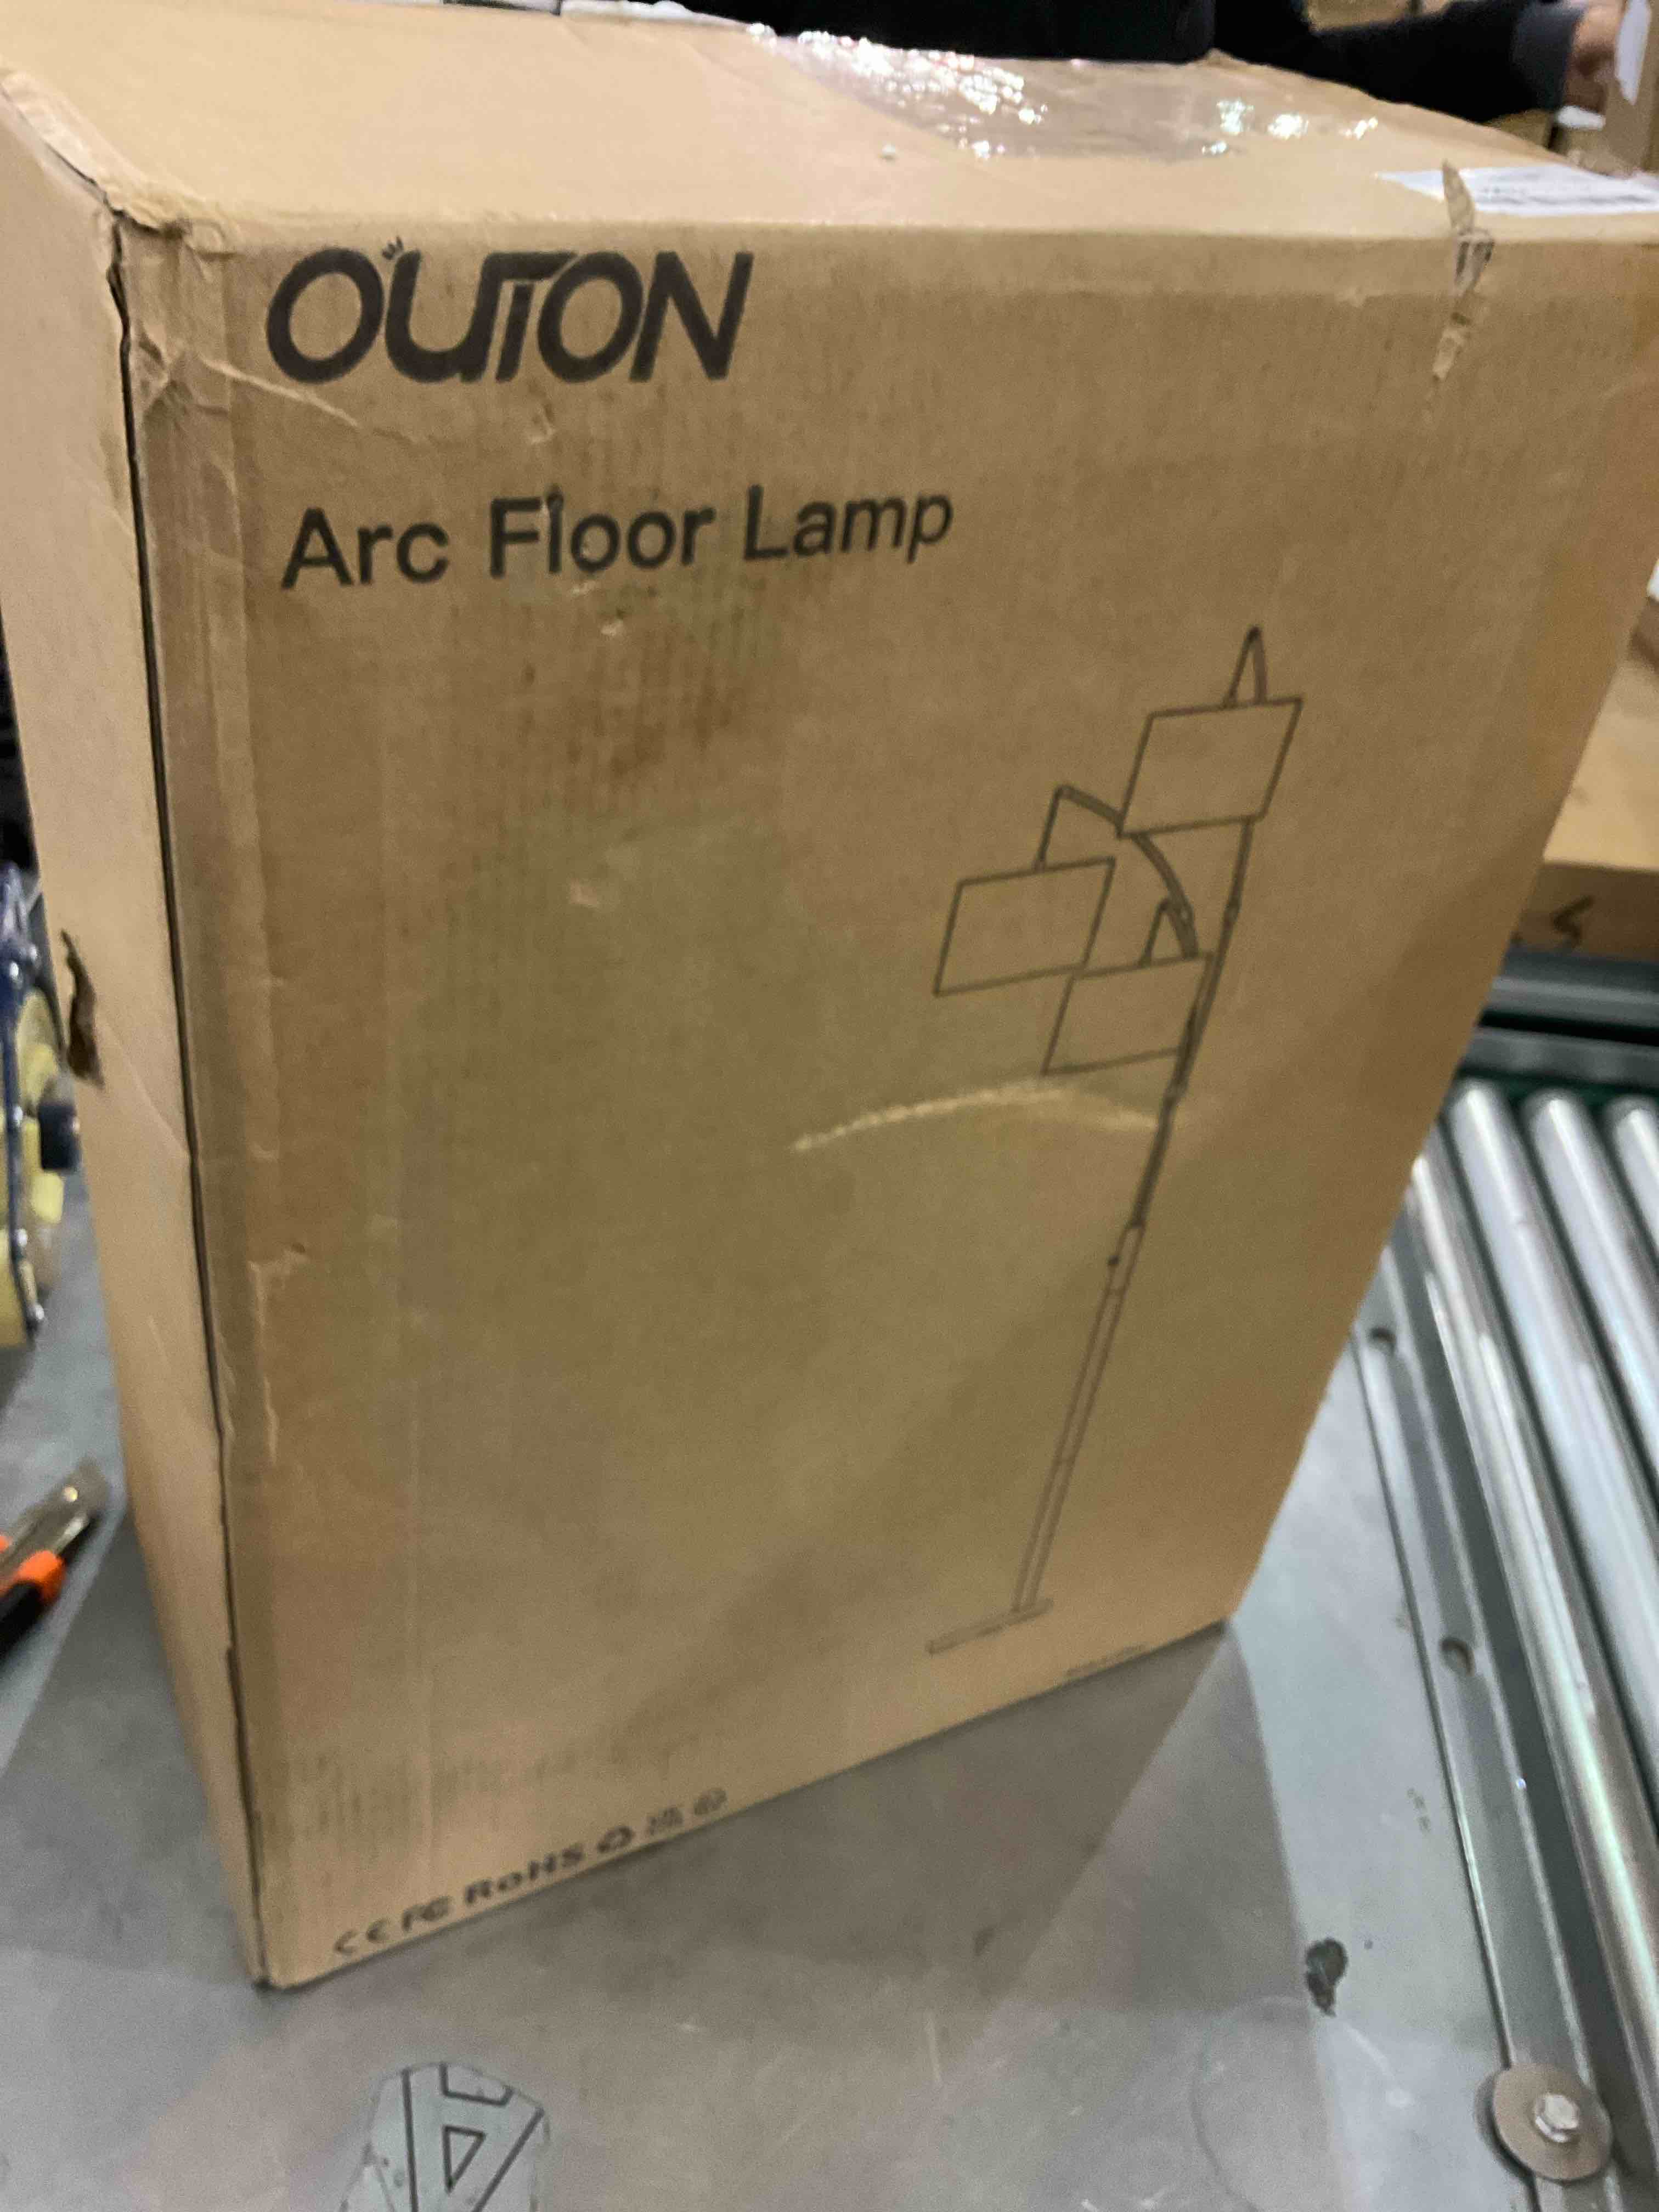 OUTON
Arc Floor Lamp
CE FC RoHS